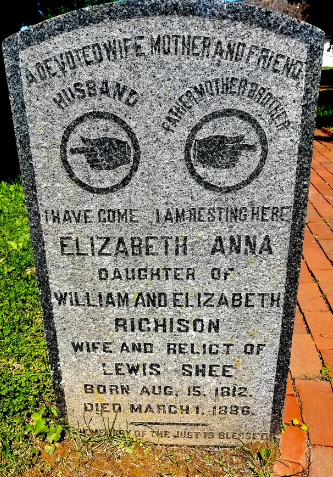 A DEVOTED WIFE MOTHER AND FRIEND
HUSBAND
FATHER MOTHER BROTHER
I HAVE COME I AM RESTING HERE
ELIZABETH ANNA
DAUGHTER OF
WILLIAM AND ELIZABETH
RICHISON
WIFE AND RELICT OF
LEWIS SHEE
BORN AUG. 15. 1812.
DIED MARCH 1. 1886.
MEMORY OF THE JUST IS BLESSED